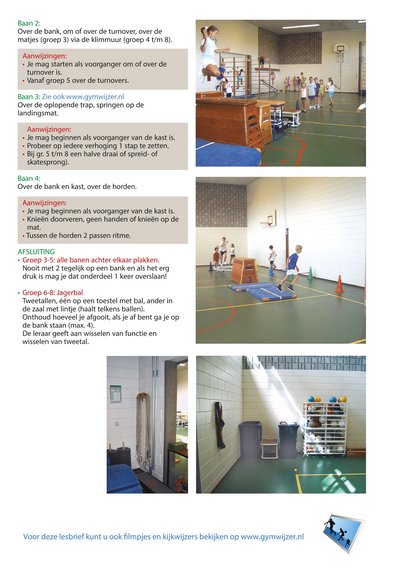 Baan 2:
Over de bank, om of over de turnover, over de
matjes (groep 3) via de klimmuur (groep 4 t/m 8).
Aanwijzingen:
• Je mag starten als voorganger om of over de
turnover is.
• Vanaf groep 5 over de turnovers.
Baan 3: Zie ook www.gymwijzer.nl
Over de oplopende trap, springen op de
landingsmat.
Aanwijzingen:
• Je mag beginnen als voorganger van de kast is.
• Probeer op iedere verhoging 1 stap te zetten.
• Bij gr. 5 t/m 8 een halve draai of spreid- of
skatesprong).
Baan 4:
Over de bank en kast, over de horden.
Aanwijzingen:
• Je mag beginnen als voorganger van de kast is.
• Knieën doorveren, geen handen of knieën op de
mat.
• Tussen de horden 2 passen ritme.
AFSLUITING
• Groep 3-5: alle banen achter elkaar plakken.
Nooit met 2 tegelijk op een bank en als het erg
druk is mag je dat onderdeel 1 keer overslaan!
• Groep 6-8: Jagerbal
Tweetallen, één op een toestel met bal, ander in
de zaal met lintje (haalt telkens ballen).
Onthoud hoeveel je afgooit, als je af bent ga je op
de bank staan (max. 4).
De leraar geeft aan wisselen van functie en
wisselen van tweetal.
Voor deze lesbrief kunt u ook filmpjes en kijkwijzers bekijken op www.gymwijzer.nl